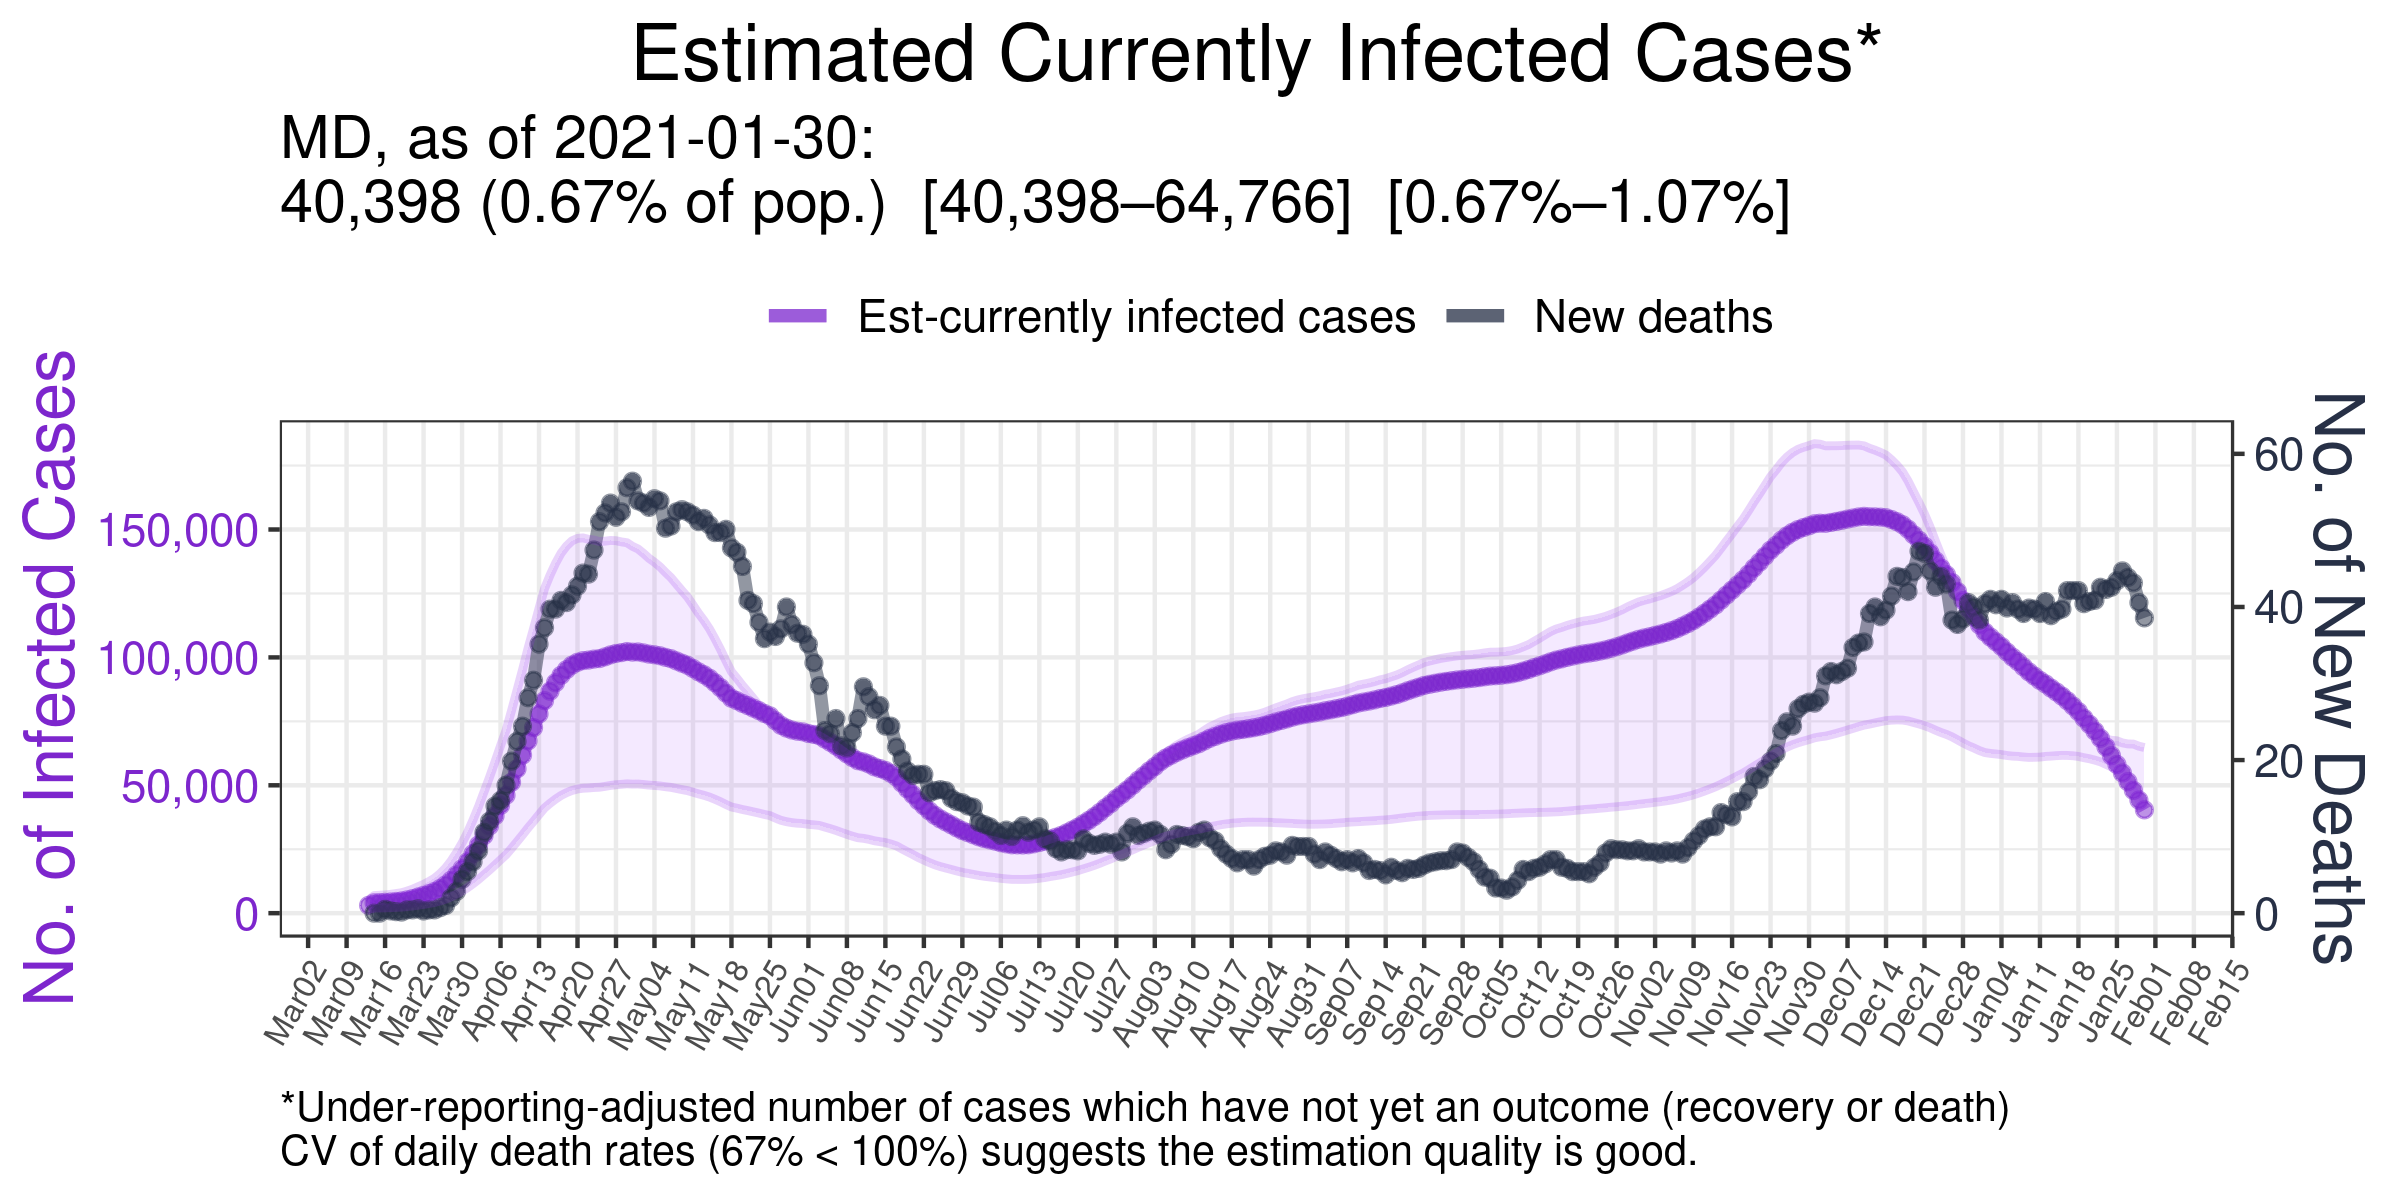 Estimated Currently Infected Cases*
MD, as of 2021-01-30:
40,398 (0.67% of pop.)  [40,398–64,766]  [0.67%–1.07%]
Est-currently infected cases
New deaths
No. of Infected Cases
150,000
100,000
50,000
0
60
40
20
0
No. of New Deaths
Mar02
Mar09
Mar16
Mar23
Mar30
Apr06
Apr13
Apr20
Apr27
May04
May11
May18
May25
Jun01
Jun08
Jun15
Jun22
Jun29
Jul06
Jul13
Jul20
Jul27
Aug03
Aug10
Aug17
Aug24
Aug31
Sep07
Sep14
Sep21
Sep28
Oct05
Oct12
Oct19
Oct26
Nov02
Nov09
Nov16
Nov23
Nov30
Dec07
Dec14
Dec21
Dec28
Jan04
Jan11
Jan18
Jan25
Feb01
Feb08
Feb15
*Under-reporting-adjusted number of cases which have not yet an outcome (recovery or death)
CV of daily death rates (67% < 100%) suggests the estimation quality is good.